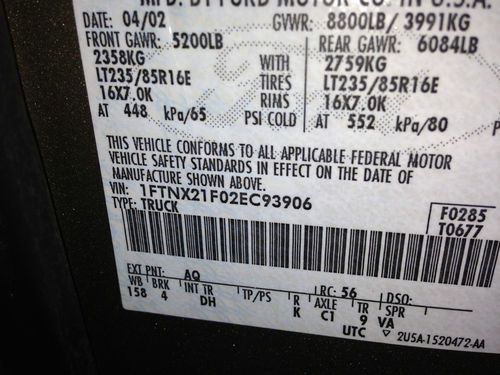 MFD. BY FORD MOTOR CO. IN U.S.A.
DATE: 04/02 GVWR: 8800LB/ 3991KG
FRONT GAWR: 5200LB REAR GAWR: 6084LB
2358KG WITH 2759KG
LT235/85R16E TIRES LT235/85R16E
16X7.0K RIMS 16X7.0K
AT 448 kPa/65 PSI COLD AT 552 kPa/80
THIS VEHICLE CONFORMS TO ALL APPLICABLE FEDERAL MOTOR
VEHICLE SAFETY STANDARDS IN EFFECT ON THE DATE OF
MANUFACTURE SHOWN ABOVE.
VIN: 1FTNX21F02EC93906
TYPE: TRUCK
F0285
T0677
EXT PNT: AQ RC: 56 DSO:
WB BRK INT TR TP/PS R AXLE TR SPR
158 4 DH K C1 9 VA
UTC ▽ 2U5A-1520472-AA